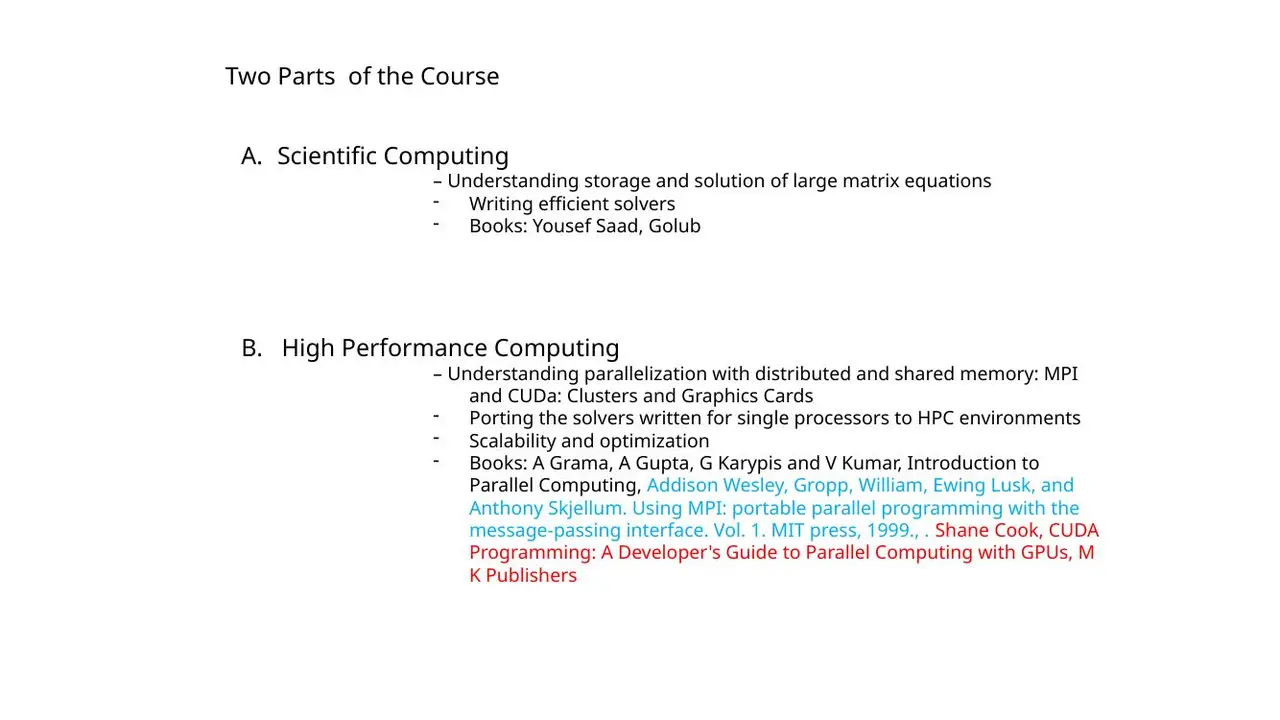 Two Parts  of the Course
A. Scientific Computing
– Understanding storage and solution of large matrix equations
- Writing efficient solvers
- Books: Yousef Saad, Golub
B. High Performance Computing
– Understanding parallelization with distributed and shared memory: MPI
and CUDa: Clusters and Graphics Cards
- Porting the solvers written for single processors to HPC environments
- Scalability and optimization
- Books: A Grama, A Gupta, G Karypis and V Kumar, Introduction to
Parallel Computing, Addison Wesley, Gropp, William, Ewing Lusk, and
Anthony Skjellum. Using MPI: portable parallel programming with the
message-passing interface. Vol. 1. MIT press, 1999., . Shane Cook, CUDA
Programming: A Developer's Guide to Parallel Computing with GPUs, M
K Publishers